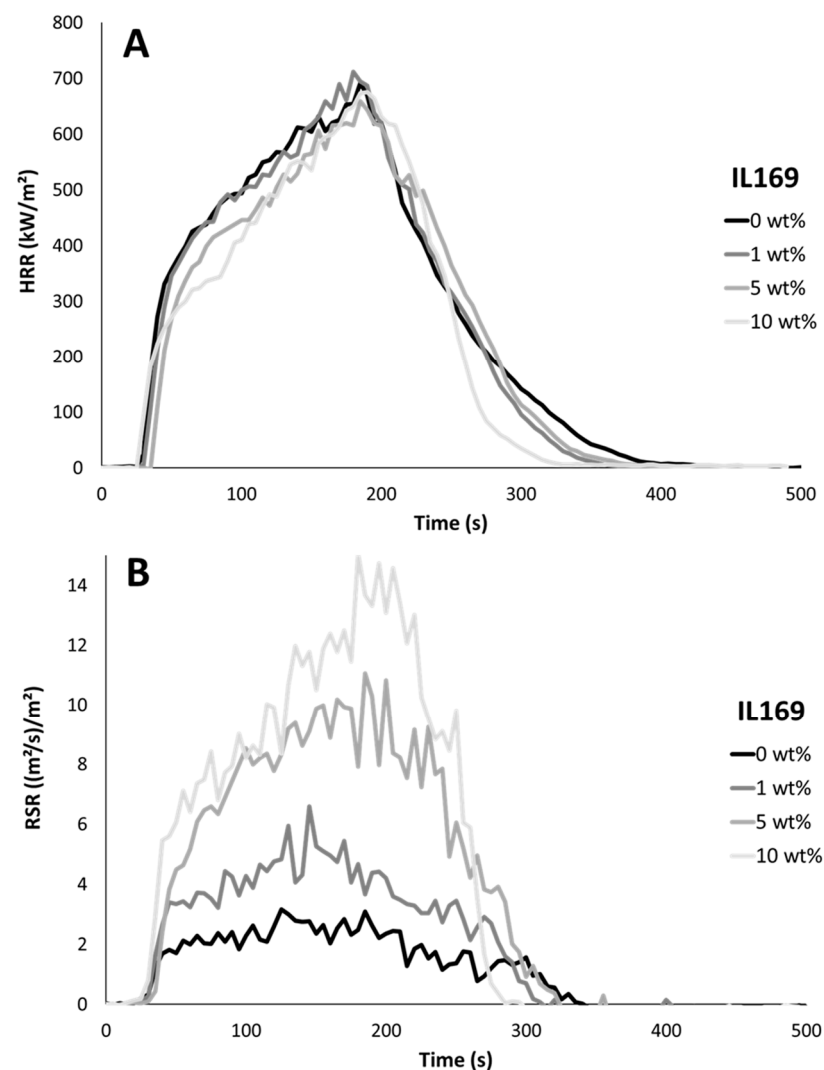 A
HRR (kW/m²)
800
700
600
500
400
300
200
100
0
0 100 200 300 400 500
Time (s)
IL169
0 wt%
1 wt%
5 wt%
10 wt%
B
RSR ((m²/s)/m²)
14
12
10
8
6
4
2
0
0 100 200 300 400 500
Time (s)
IL169
0 wt%
1 wt%
5 wt%
10 wt%